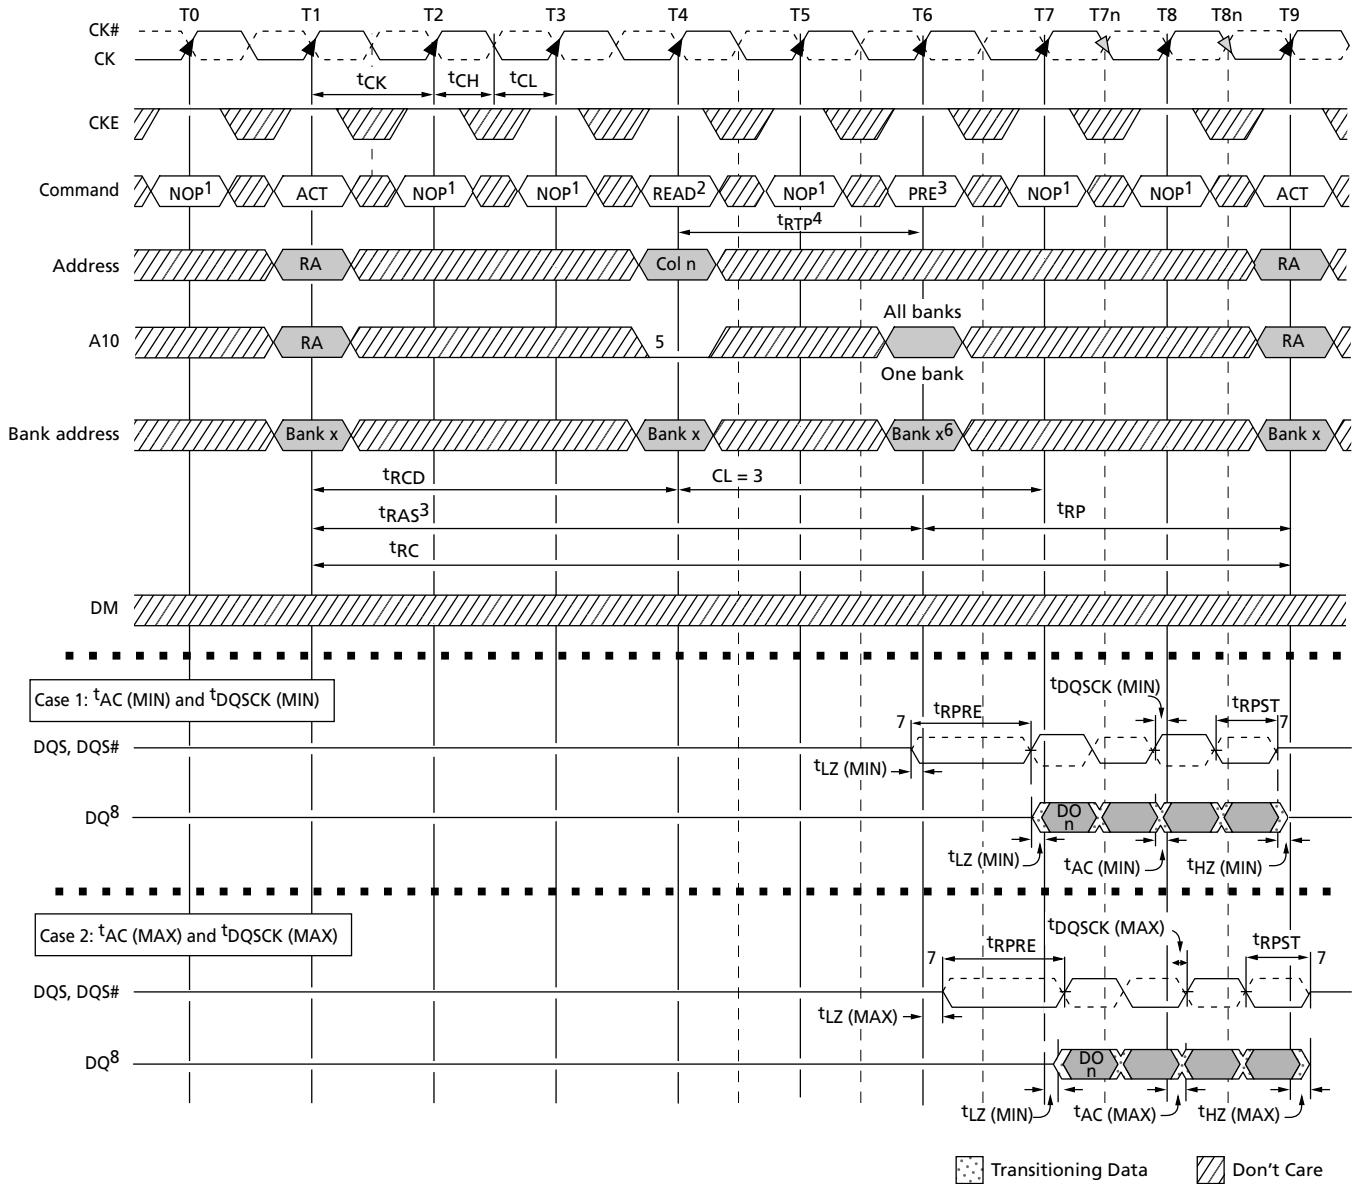 T0 T1 T2 T3 T4 T5 T6 T7 T7n T8 T8n T9
CK#
CK
tCK tCH tCL
CKE
Command NOP1 ACT NOP1 NOP1 READ2 NOP1 PRE3 NOP1 NOP1 ACT
tRTP4
Address RA Col n RA
All banks
A10 RA 5 RA
One bank
Bank address Bank x Bank x Bank x6 Bank x
tRCD CL = 3
tRAS3 tRP
tRC
DM
Case 1: tAC (MIN) and tDQSCK (MIN)
tDQSCK (MIN)
7 tRPRE tRPST 7
DQS, DQS#
tLZ (MIN)
DQ8 DO
n
tLZ (MIN) tAC (MIN) tHZ (MIN)
Case 2: tAC (MAX) and tDQSCK (MAX)
tDQSCK (MAX)
7 tRPRE tRPST 7
DQS, DQS#
tLZ (MAX)
DQ8 DO
n
tLZ (MIN) tAC (MAX) tHZ (MAX)
Transitioning Data Don't Care